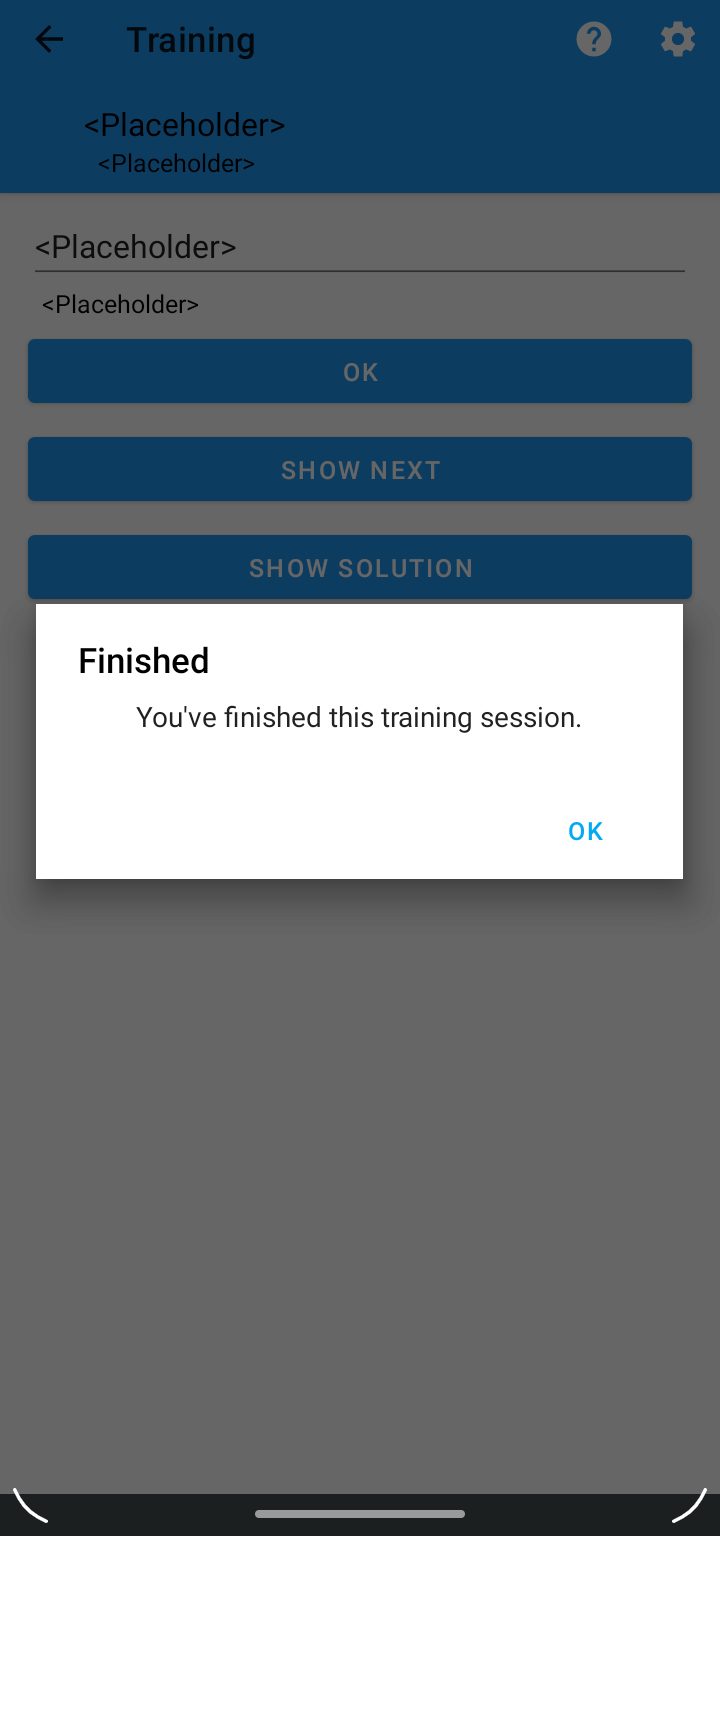 Training
<Placeholder>
<Placeholder>
<Placeholder>
<Placeholder>
OK
SHOW NEXT
SHOW SOLUTION
Finished
You've finished this training session.
OK